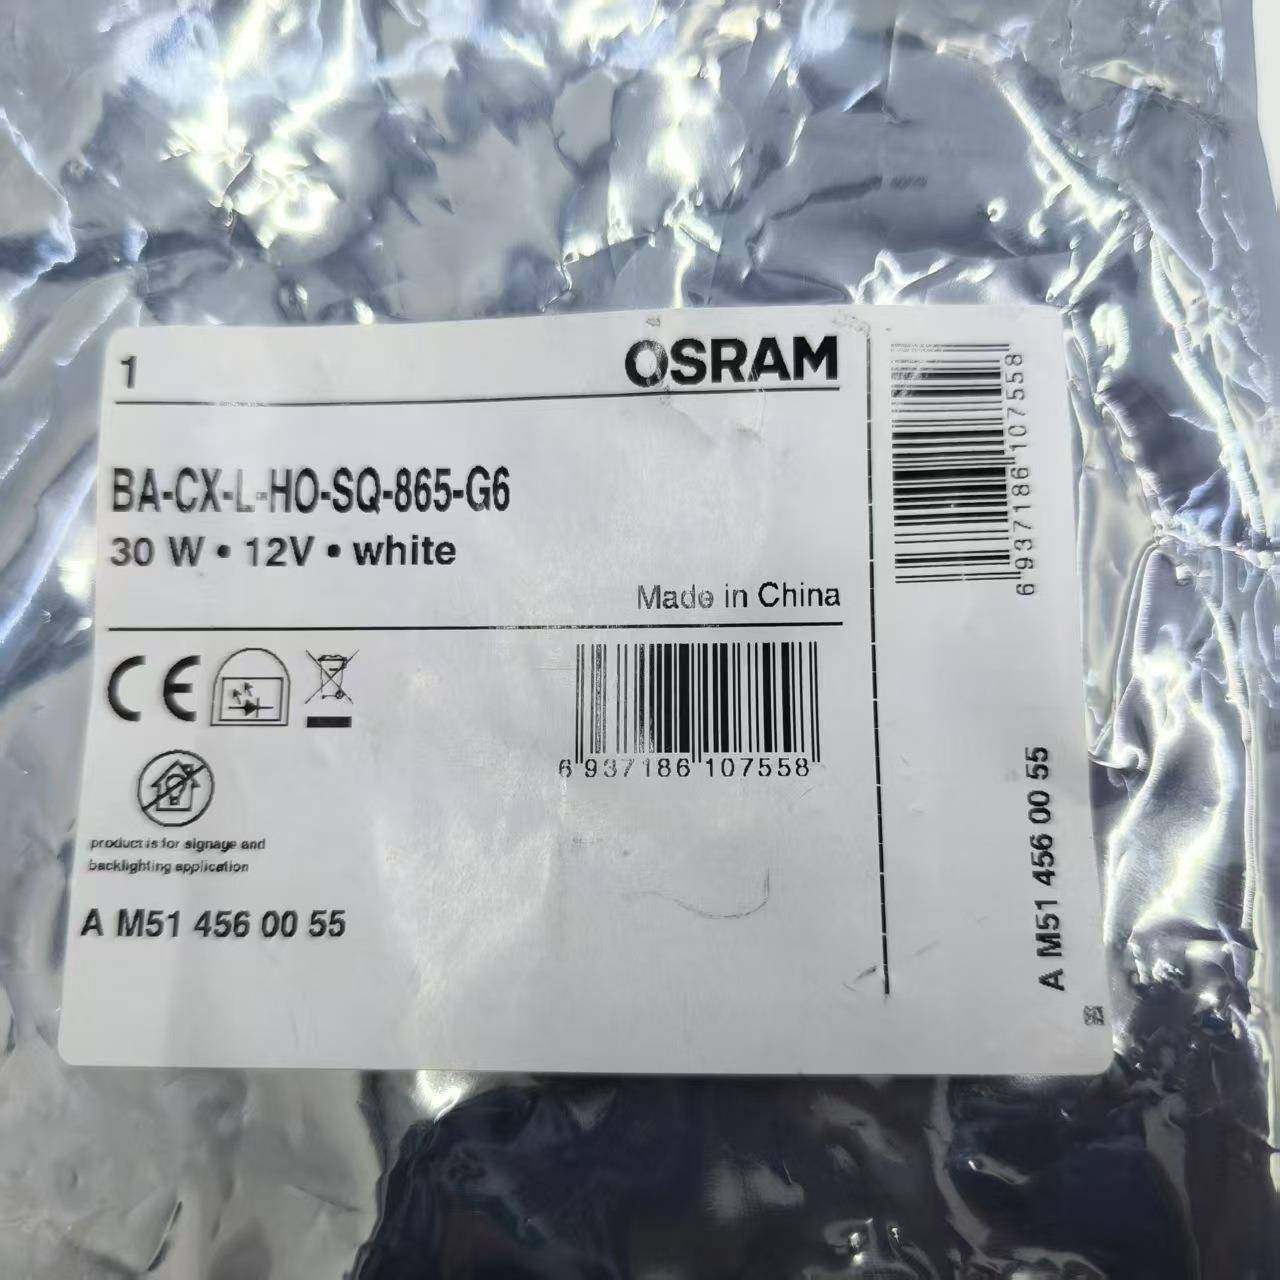 1
OSRAM
BA-CX-L-HO-SQ-865-G6
30 W • 12V • white
Made in China
CE
6 937186 107558
product is for signage and
backlighting application
A M51 456 00 55
6 937186 107558
A M51 456 00 55